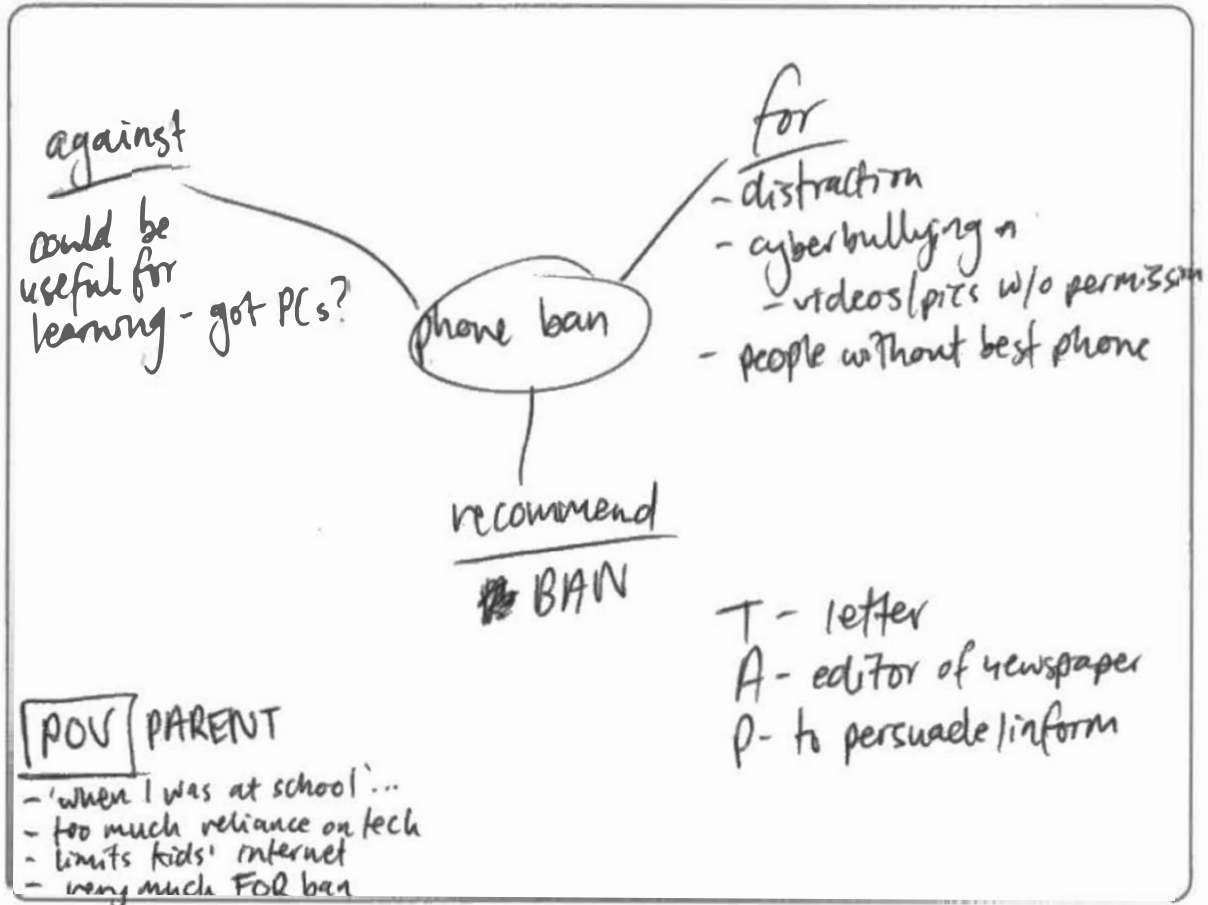 against
could be
useful for
learning - got PCs?
for
- distraction
- cyberbullying
- videos/pics w/o permission
- people without best phone
phone ban
recommend
BAN
T - letter
A - editor of newspaper
P - to persuade/inform
POV PARENT
- 'when I was at school'...
- too much reliance on tech
- limits kids' internet
- very much FOR ban